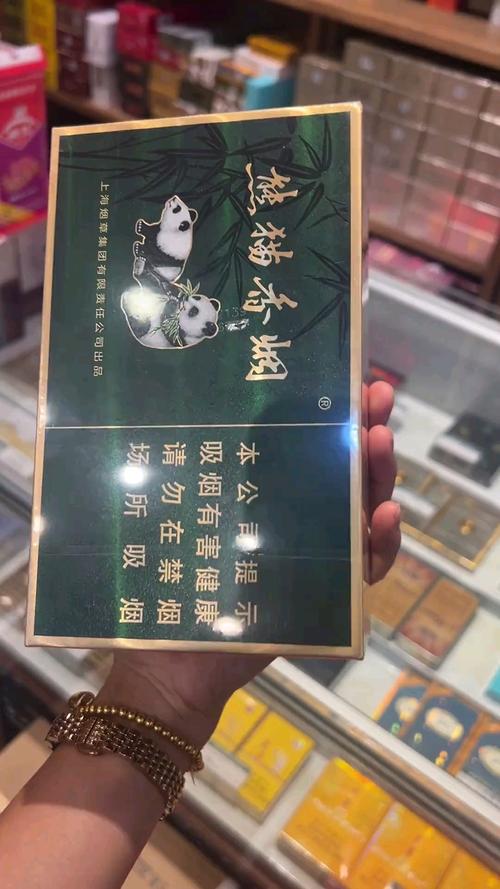 熊猫香烟
®
上海烟草集团有限责任公司出品
本公司提示
吸烟有害健康
请勿在禁烟
场所吸烟